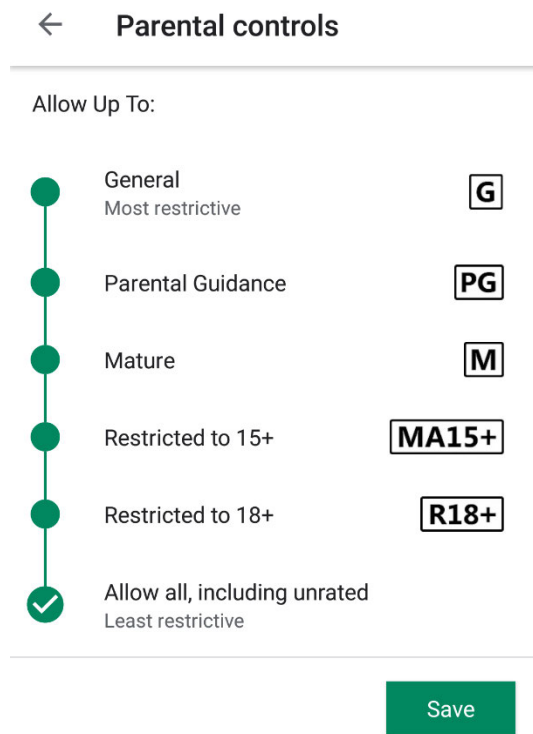 Parental controls
Allow Up To:
General
G
Most restrictive
Parental Guidance
PG
Mature
M
Restricted to 15+
MA15+
Restricted to 18+
R18+
Allow all, including unrated
Least restrictive
Save